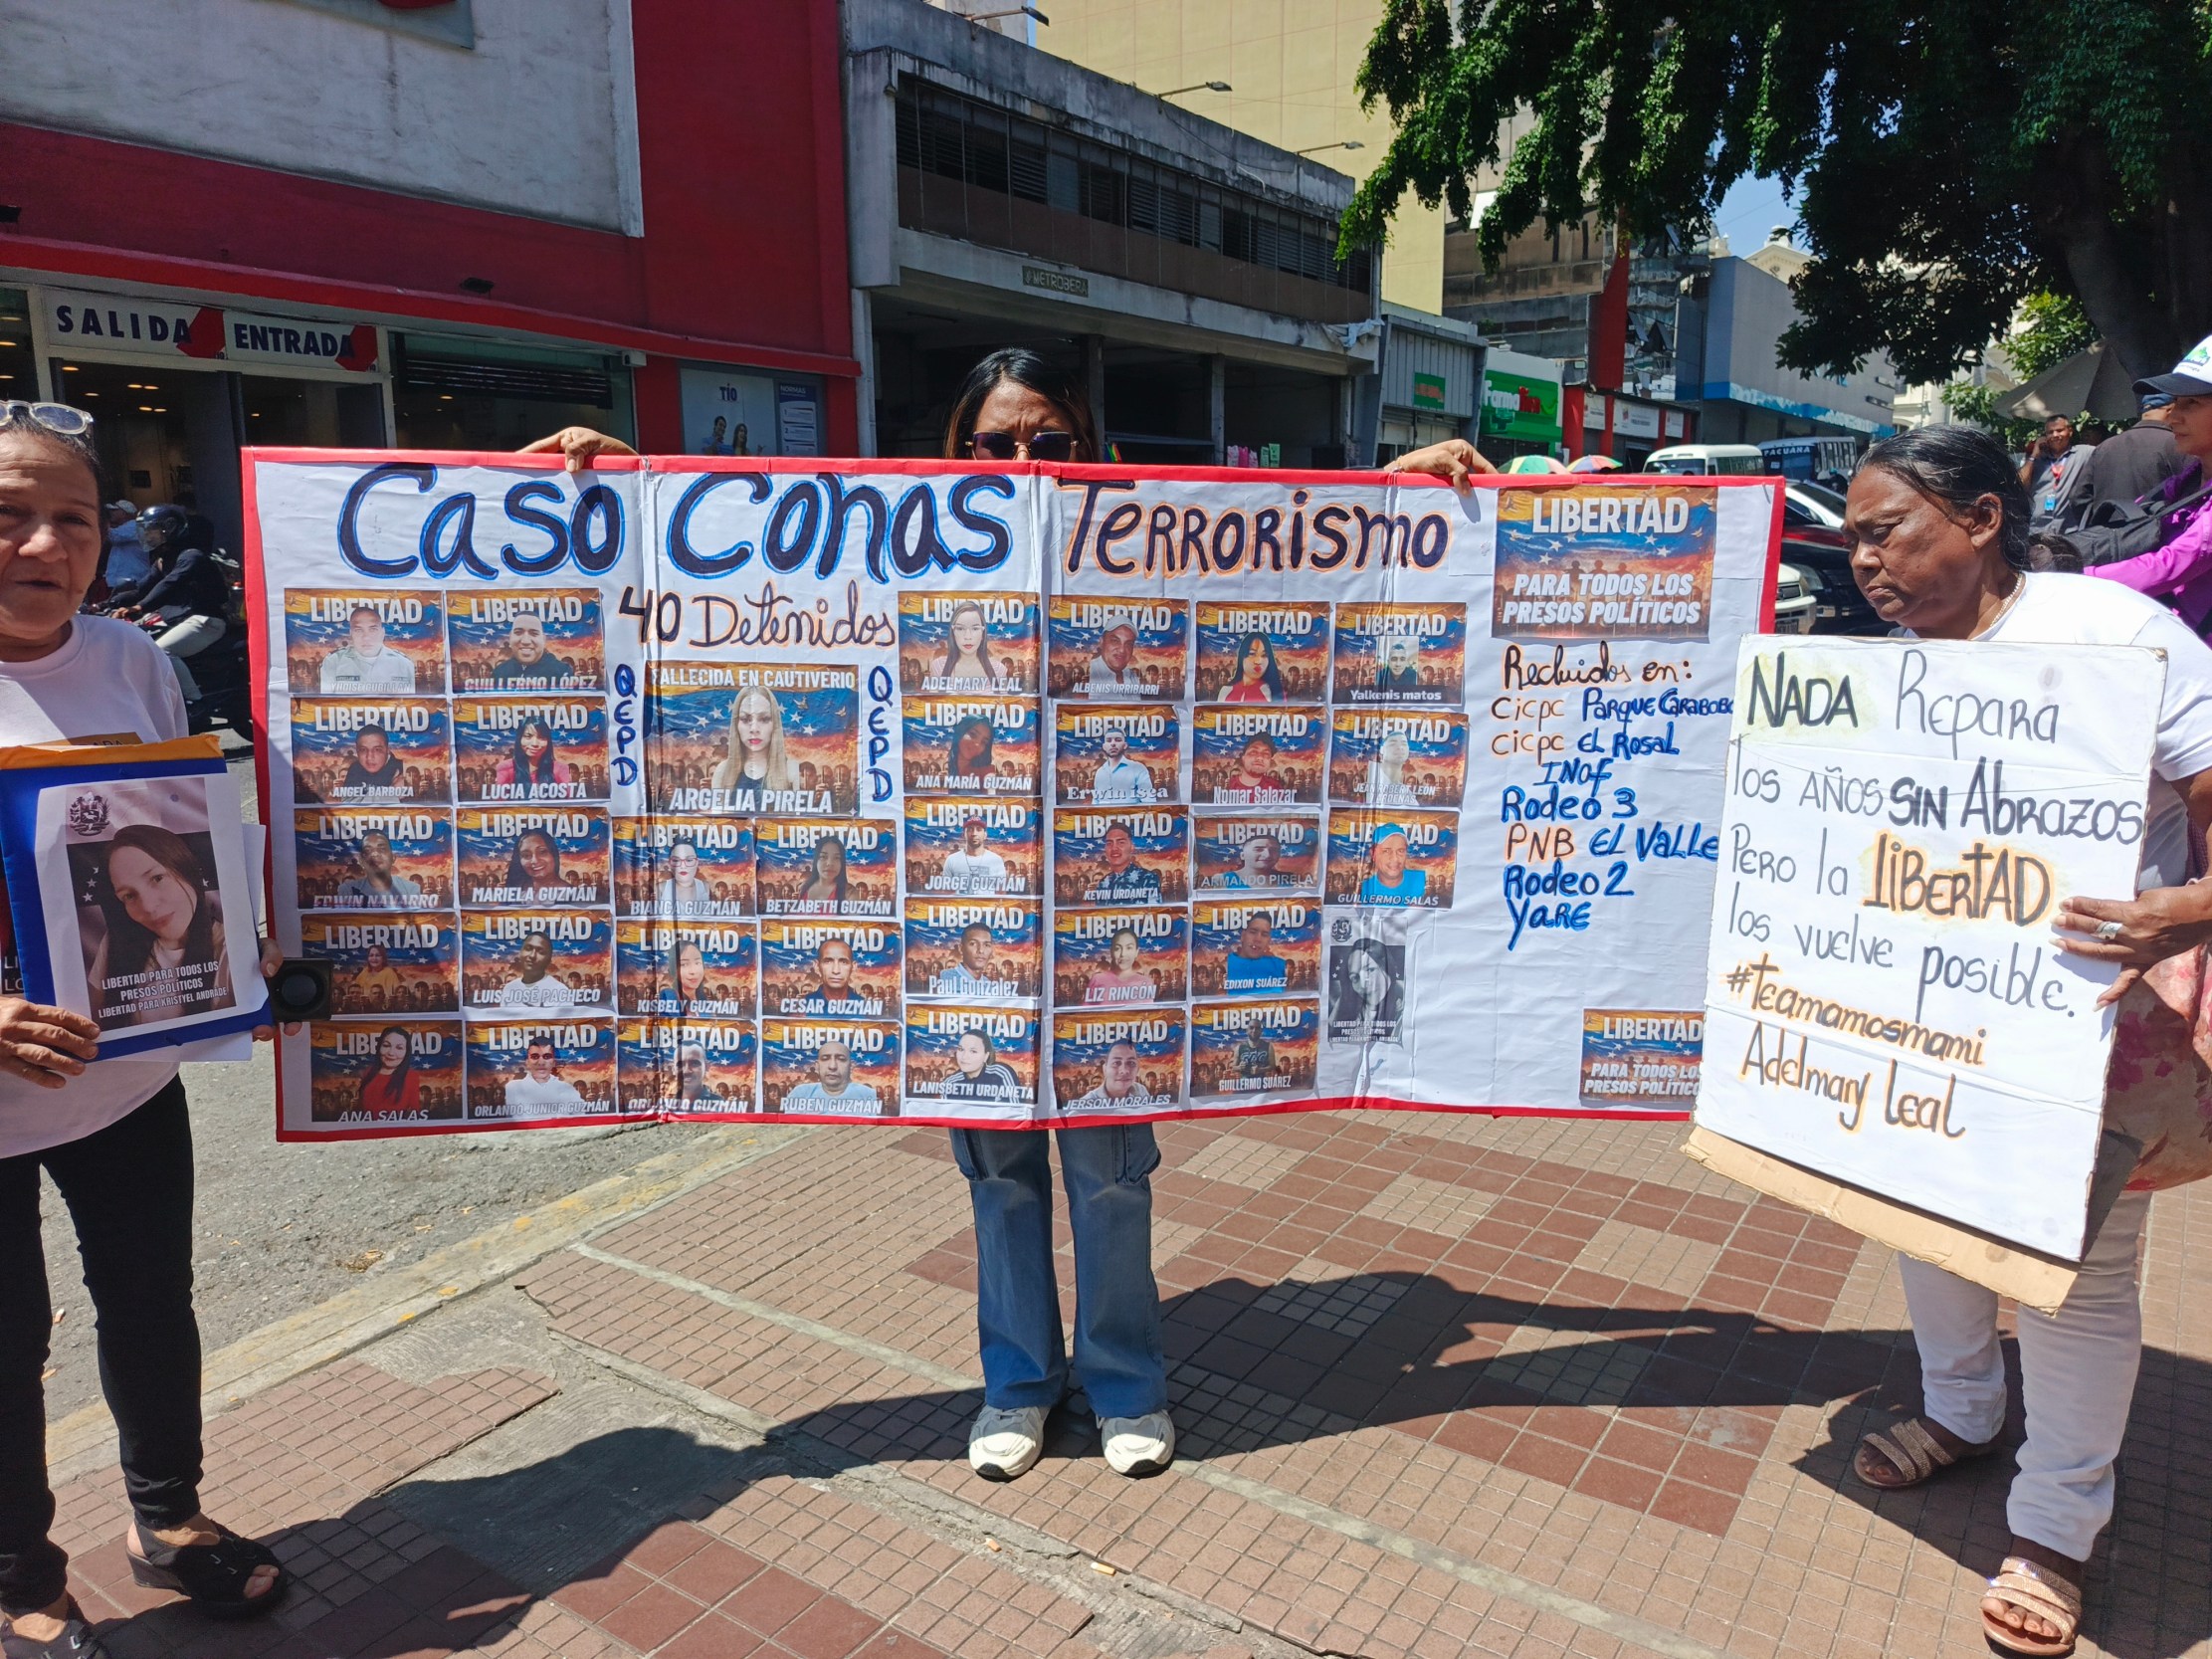 SALIDA
ENTRADA
TÍO
NORMAS
METROBERA
PACUARA
Caso Conas Terrorismo
40 Detenidos
QEPD
FALLECIDA EN CAUTIVERIO
ARGELIA PIRELA
QEPD
LIBERTAD
LIBERTAD
GUILLERMO LÓPEZ
LIBERTAD
ANGEL BARBOZA
LIBERTAD
LUCIA ACOSTA
LIBERTAD
EDWIN NAVARRO
LIBERTAD
MARIELA GUZMÁN
LIBERTAD
BIANCA GUZMÁN
LIBERTAD
BETZABETH GUZMÁN
LIBERTAD
LIBERTAD
LUIS JOSÉ PACHECO
LIBERTAD
KISBELY GUZMÁN
LIBERTAD
CESAR GUZMÁN
LIBERTAD
ANA SALAS
LIBERTAD
ORLANDO JUNIOR GUZMÁN
LIBERTAD
ORLANDO GUZMÁN
LIBERTAD
RUBEN GUZMÁN
LIBERTAD
ADELMARY LEAL
LIBERTAD
ANA MARÍA GUZMÁN
LIBERTAD
JORGE GUZMÁN
LIBERTAD
Paul Gonzalez
LIBERTAD
LANISBETH URDANETA
LIBERTAD
ALBENIS URRIBARRI
LIBERTAD
LIBERTAD
Yalkenis matos
LIBERTAD
Erwin isea
LIBERTAD
Nomar Salazar
LIBERTAD
LIBERTAD
KEVIN URDANETA
LIBERTAD
ARMANDO PIRELA
LIBERTAD
GUILLERMO SALAS
LIBERTAD
LIZ RINCON
LIBERTAD
EDIXON SUÁREZ
LIBERTAD
JERSON MORALES
LIBERTAD
GUILLERMO SUÁREZ
LIBERTAD
PARA TODOS LOS
PRESOS POLÍTICOS
Recluidos en:
Cicpc PARQUE CARABOBO
Cicpc EL Rosal
INOF
Rodeo 3
PNB EL VALLE
Rodeo 2
YARE
LIBERTAD
PARA TODOS LOS
PRESOS POLÍTICOS
LIBERTAD PARA TODOS LOS
PRESOS POLÍTICOS
LIBERTAD PARA KRISTYEL ANDRADE
NADA Repara
los AÑOS SIN Abrazos
Pero la LIBERTAD
los vuelve posible.
#teamamosmami
Adelmary Leal